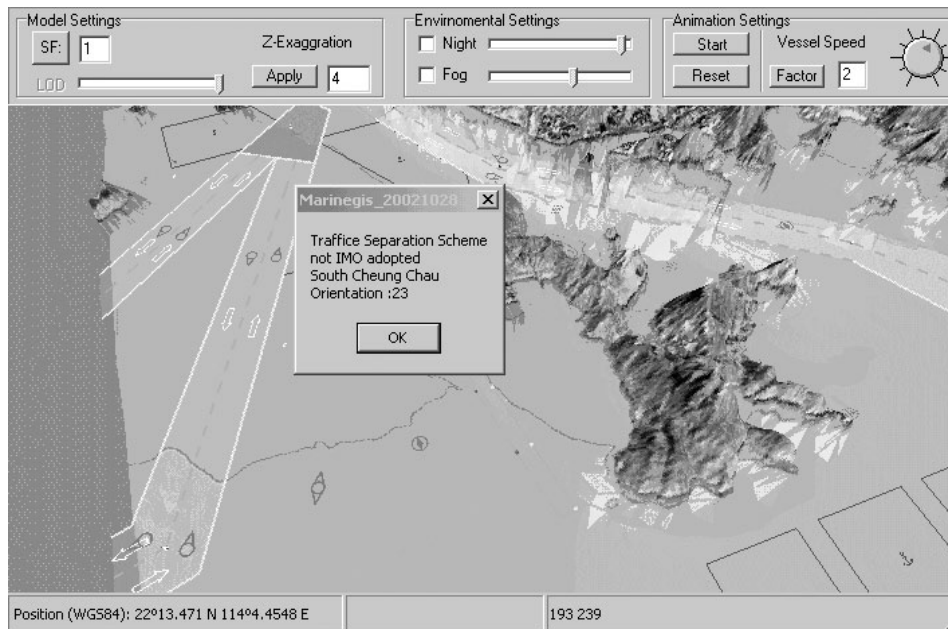 Model Settings
SF: 1
Z-Exaggration
LOD
Apply 4
Envirnomental Settings
Night
Fog
Animation Settings
Start Vessel Speed
Reset Factor 2
Marinegis_20021028
Traffice Separation Scheme
not IMO adopted
South Cheung Chau
Orientation :23
OK
Position (WGS84): 22º13.471 N 114º4.4548 E
193 239